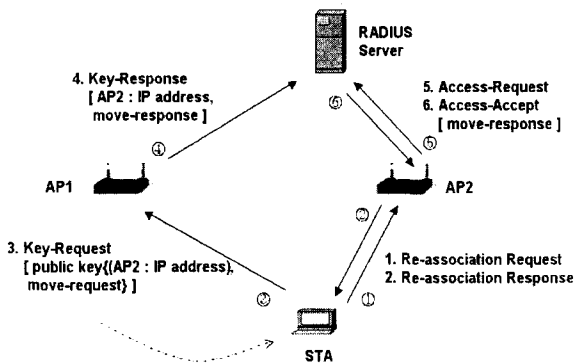 RADIUS
Server
4. Key-Response
[ AP2 : IP address,
move-response ]
5. Access-Request
6. Access-Accept
[ move-response ]
④
⑥
⑤
AP1
AP2
②
3. Key-Request
[ public key{(AP2 : IP address),
move-request} ]
1. Re-association Request
2. Re-association Response
①
STA